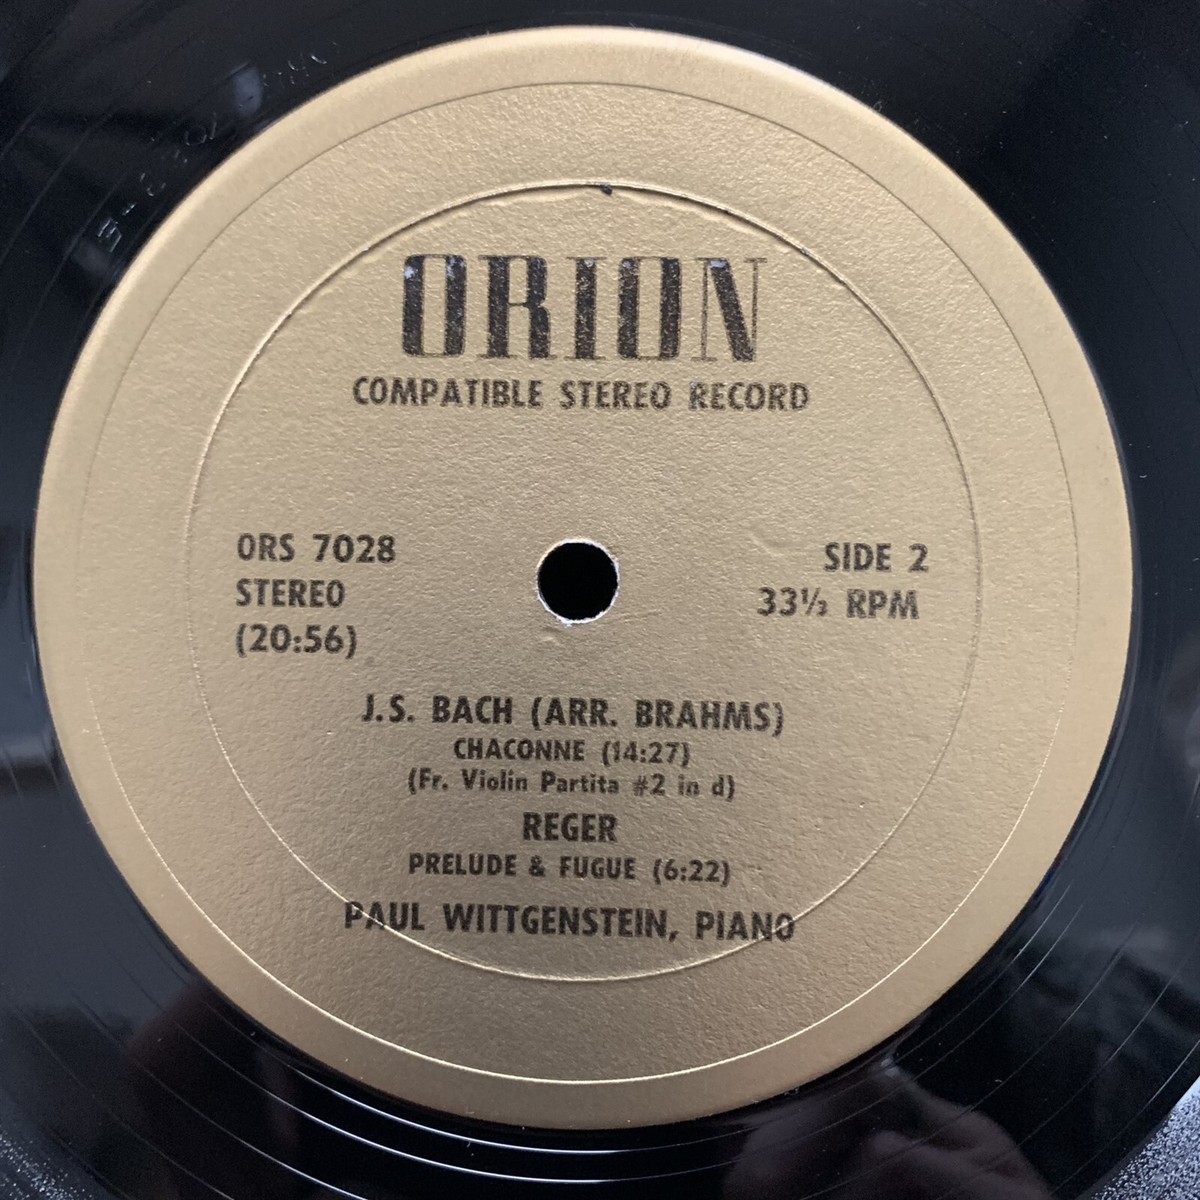 ORION
COMPATIBLE STEREO RECORD
ORS 7028
STEREO
(20:56)
SIDE 2
33⅓ RPM
J.S. BACH (ARR. BRAHMS)
CHACONNE (14:27)
(Fr. Violin Partita #2 in d)
REGER
PRELUDE & FUGUE (6:22)
PAUL WITTGENSTEIN, PIANO